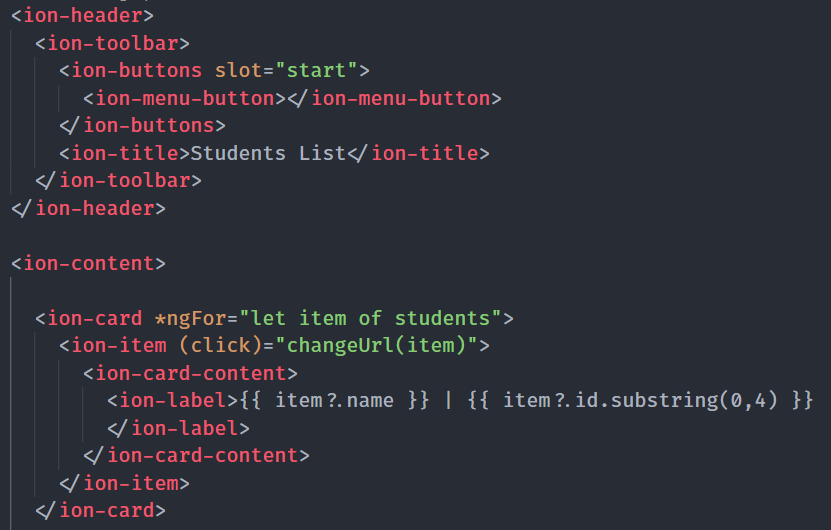 <ion-header>
<ion-toolbar>
<ion-buttons slot="start">
<ion-menu-button></ion-menu-button>
</ion-buttons>
<ion-title>Students List</ion-title>
</ion-toolbar>
</ion-header>
<ion-content>
<ion-card *ngFor="let item of students">
<ion-item (click)="changeUrl(item)">
<ion-card-content>
<ion-label>{{ item?.name }} | {{ item?.id.substring(0,4) }}
</ion-label>
</ion-card-content>
</ion-item>
</ion-card>